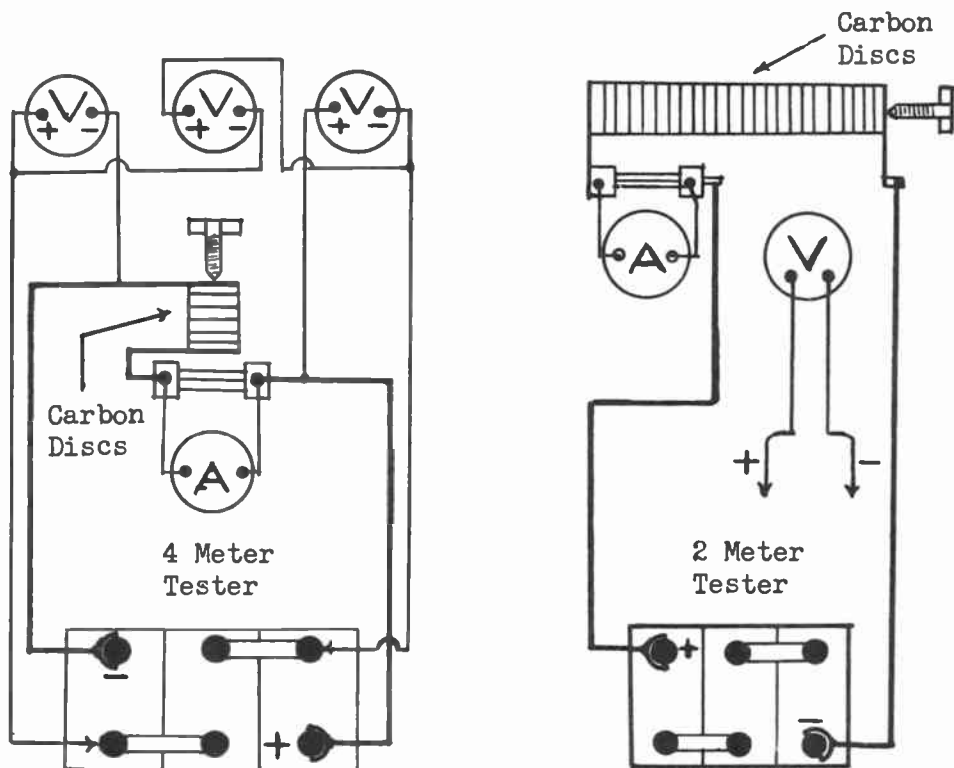 Carbon
Discs
V
+ -
V
+ -
V
+ -
A
V
Carbon
Discs
A
+ -
4 Meter
Tester
2 Meter
Tester
-
+
+
-